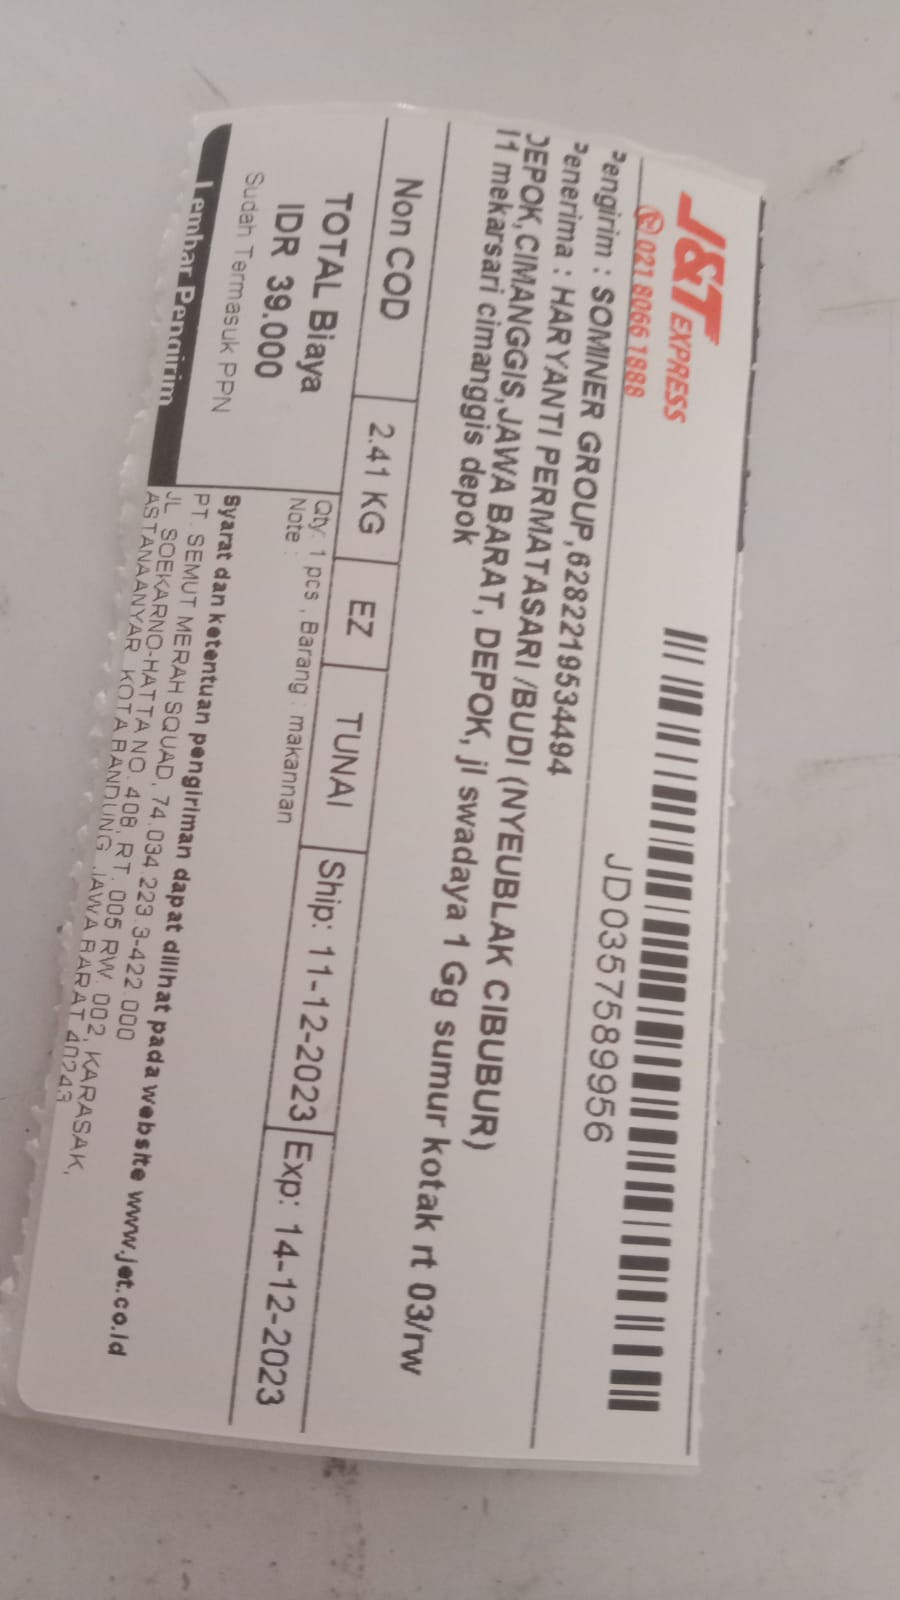 J&T EXPRESS
021 8066 1888
JD0357589956
Pengirim : SOMINER GROUP,6282219534494
Penerima : HARYANTI PERMATASARI /BUDI (NYEUBLAK CIBUBUR)
DEPOK,CIMANGGIS,JAWA BARAT, DEPOK, jl swadaya 1 Gg sumur kotak rt 03/rw
11 mekarsari cimanggis depok
Non COD 2.41 KG EZ TUNAI Ship: 11-12-2023 Exp: 14-12-2023
TOTAL Biaya
IDR 39.000
Sudah Termasuk PPN
Lembar Pengirim
Qty: 1 pcs , Barang : makannan
Note :
Syarat dan ketentuan pengiriman dapat dilihat pada website www.jet.co.id
PT. SEMUT MERAH SQUAD, 74.034.223.3-422.000
JL. SOEKARNO-HATTA NO. 408, RT. 005 RW. 002, KARASAK,
ASTANAANYAR, KOTA BANDUNG, JAWA BARAT 40243